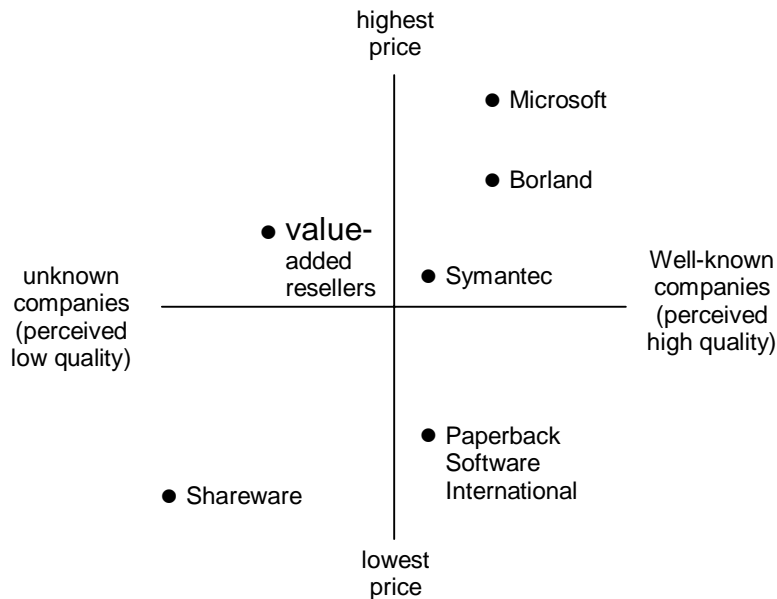 highest
price
Microsoft
Borland
value-
added
resellers
Symantec
unknown
companies
(perceived
low quality)
Well-known
companies
(perceived
high quality)
Paperback
Software
International
Shareware
lowest
price